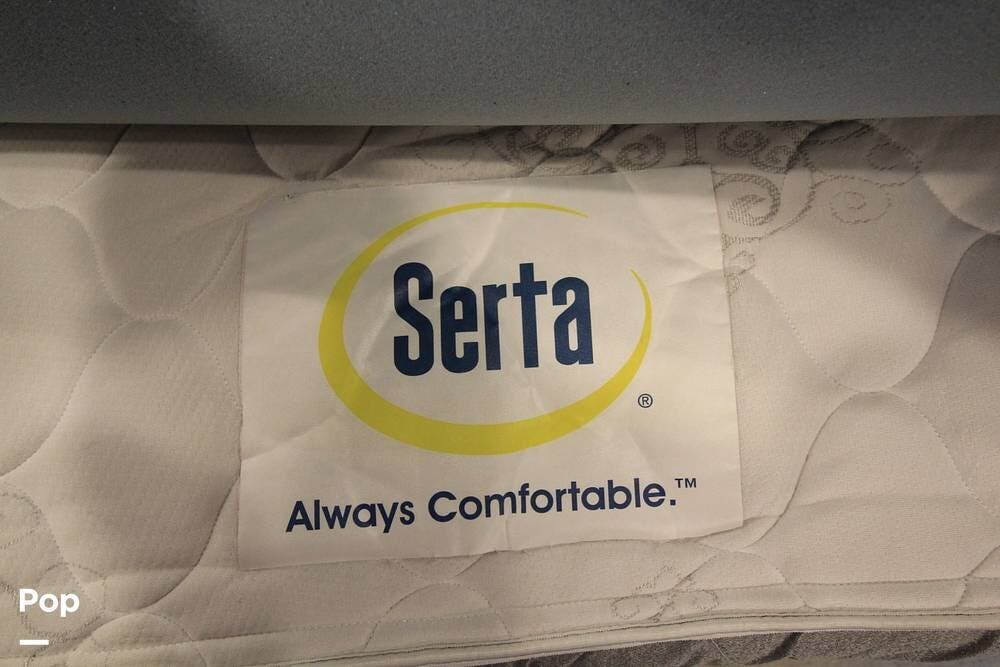 Serta
®
Always Comfortable.™
Pop